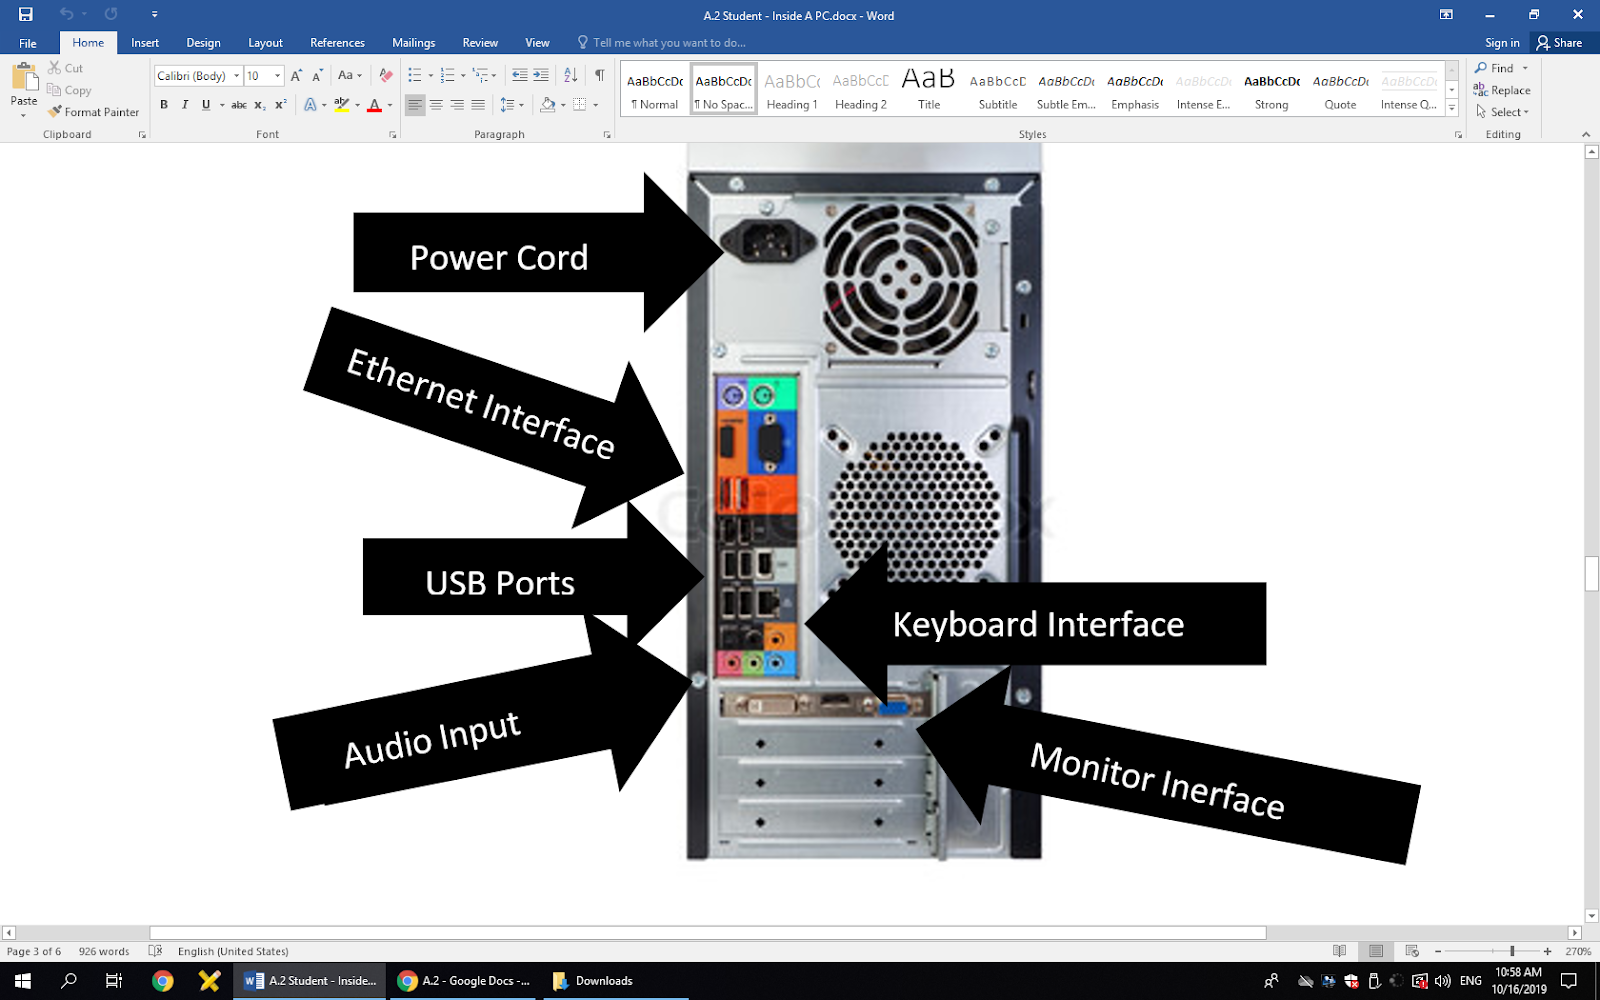 A.2 Student - Inside A PC.docx - Word
File Home Insert Design Layout References Mailings Review View Tell me what you want to do... Sign in Share
Paste
Cut
Copy
Format Painter
Clipboard
Calibri (Body) 10
Font
Paragraph
AaBbCcDc AaBbCcDc AaBbCc AaBbCcD AaB AaBbCcD AaBbCcDc AaBbCcDc AaBbCcDc AaBbCcDc AaBbCcDc AaBbCcDc
¶ Normal ¶ No Spac... Heading 1 Heading 2 Title Subtitle Subtle Em... Emphasis Intense E... Strong Quote Intense Q...
Styles
Find
Replace
Select
Editing
Power Cord
Ethernet Interface
USB Ports
Keyboard Interface
Audio Input
Monitor Inerface
Page 3 of 6 926 words English (United States) 270%
A.2 Student - Inside... A.2 - Google Docs -... Downloads ENG
10:58 AM
10/16/2019